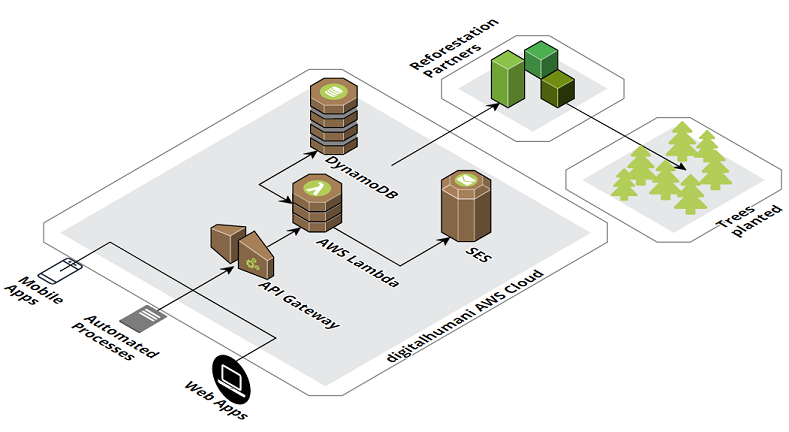 Reforestation
Partners
DynamoDB
Trees
planted
AWS Lambda
SES
API Gateway
digitalhumani AWS Cloud
Mobile
Apps
Automated
Processes
Web Apps